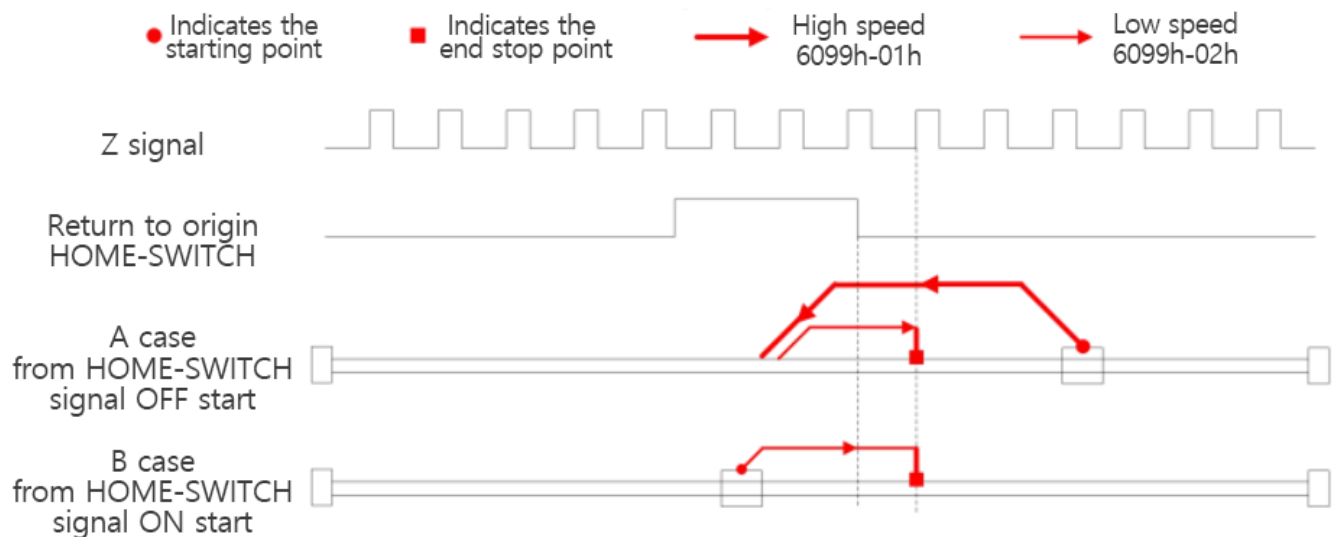 Indicates the
starting point
Indicates the
end stop point
High speed
6099h-01h
Low speed
6099h-02h
Z signal
Return to origin
HOME-SWITCH
A case
from HOME-SWITCH
signal OFF start
B case
from HOME-SWITCH
signal ON start